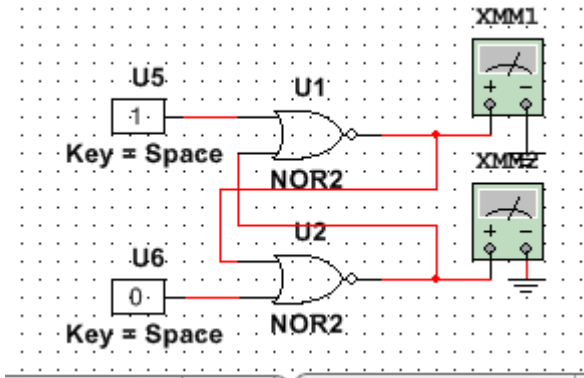 XMM1
U5
U1
1
Key = Space
NOR2
XMM2
U2
U6
0
Key = Space
NOR2